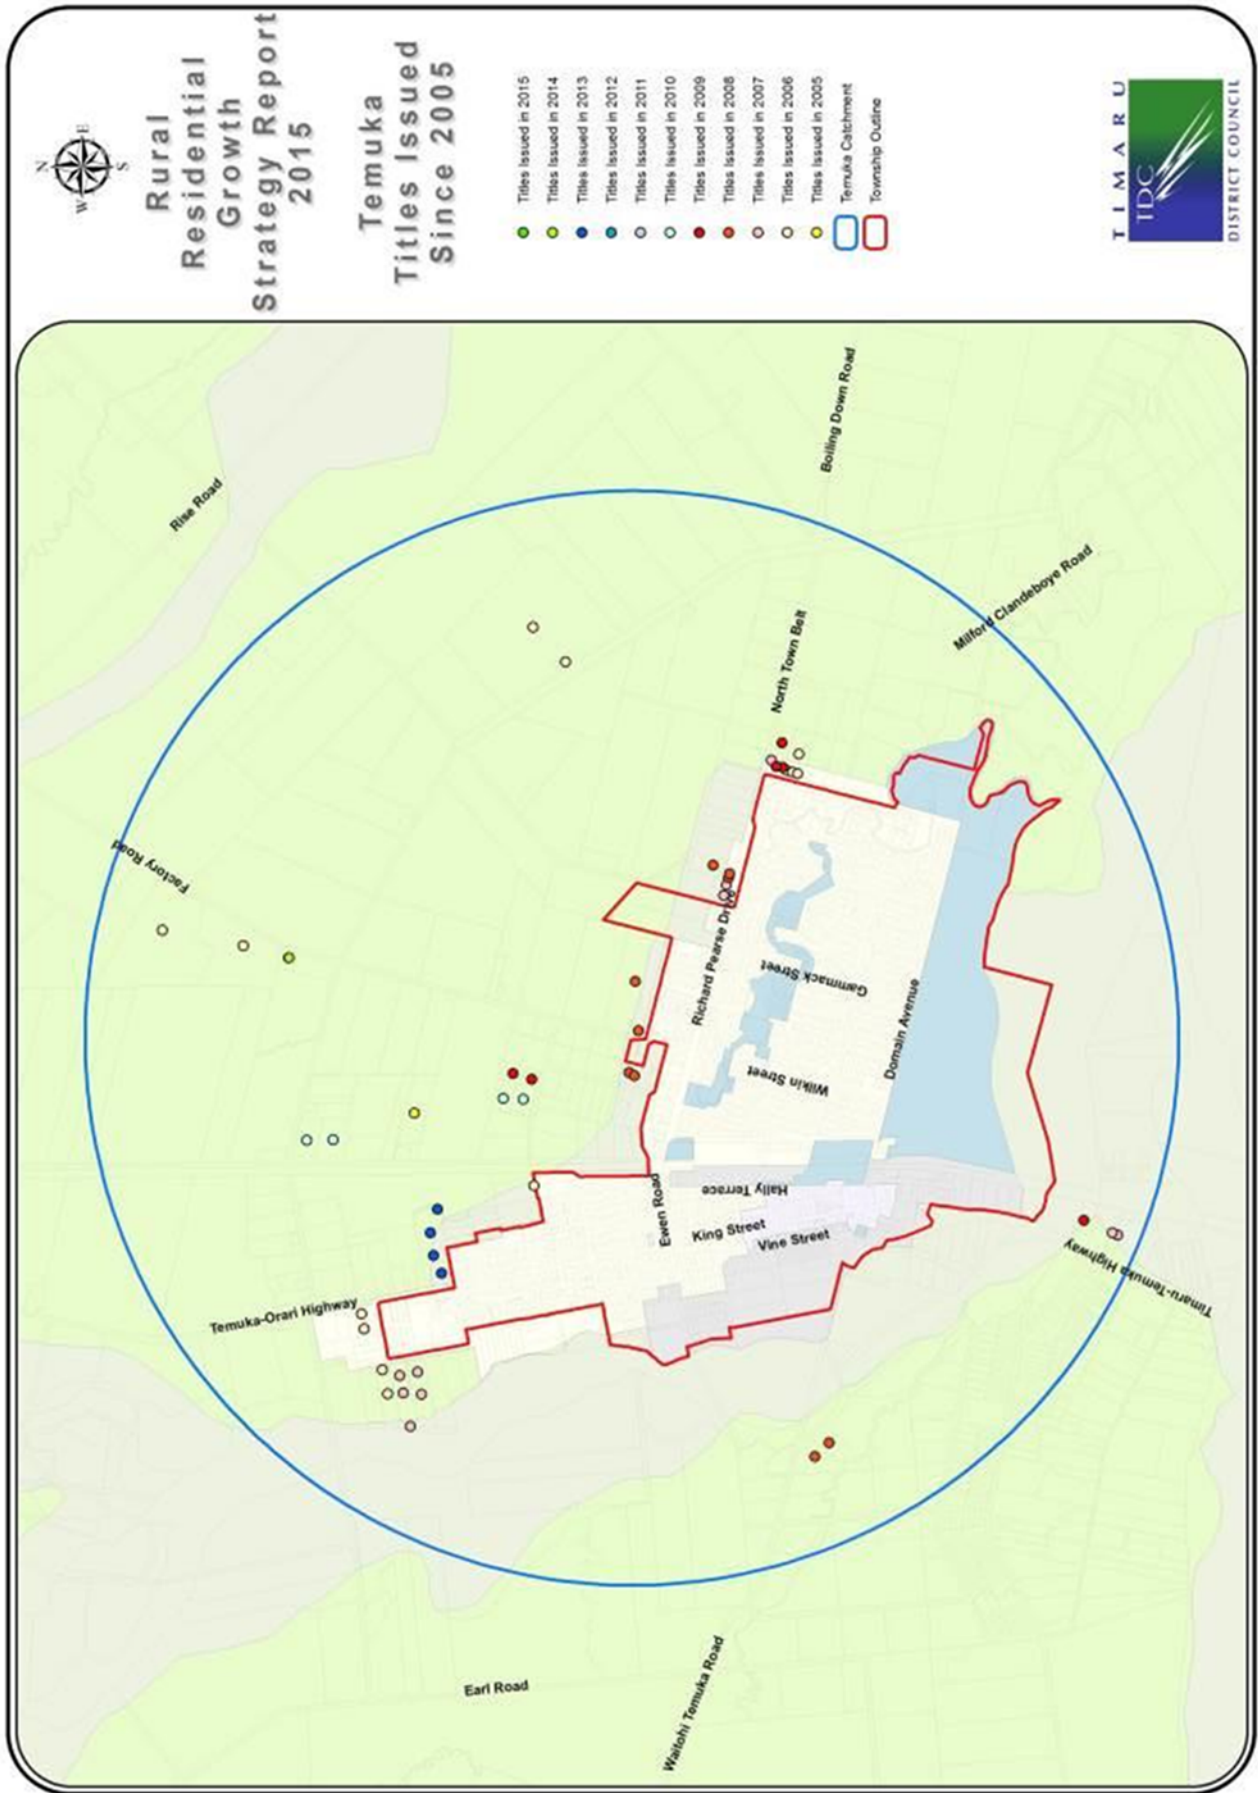 N
W
E
S
Rural
Residential
Growth
Strategy Report
2015
Temuka
Titles Issued
Since 2005
Titles Issued in 2015
Titles Issued in 2014
Titles Issued in 2013
Titles Issued in 2012
Titles Issued in 2011
Titles Issued in 2010
Titles Issued in 2009
Titles Issued in 2008
Titles Issued in 2007
Titles Issued in 2006
Titles Issued in 2005
Temuka Catchment
Township Outline
TIMARU
TDC
DISTRICT COUNCIL
Rise Road
Boiling Down Road
Milford Clandeboye Road
North Town Belt
Factory Road
Richard Pearse Drive
Gammack Street
Domain Avenue
Wilkin Street
Hally Terrace
Ewen Road
King Street
Vine Street
Timaru-Temuka Highway
Temuka-Orari Highway
Earl Road
Waitohi Temuka Road